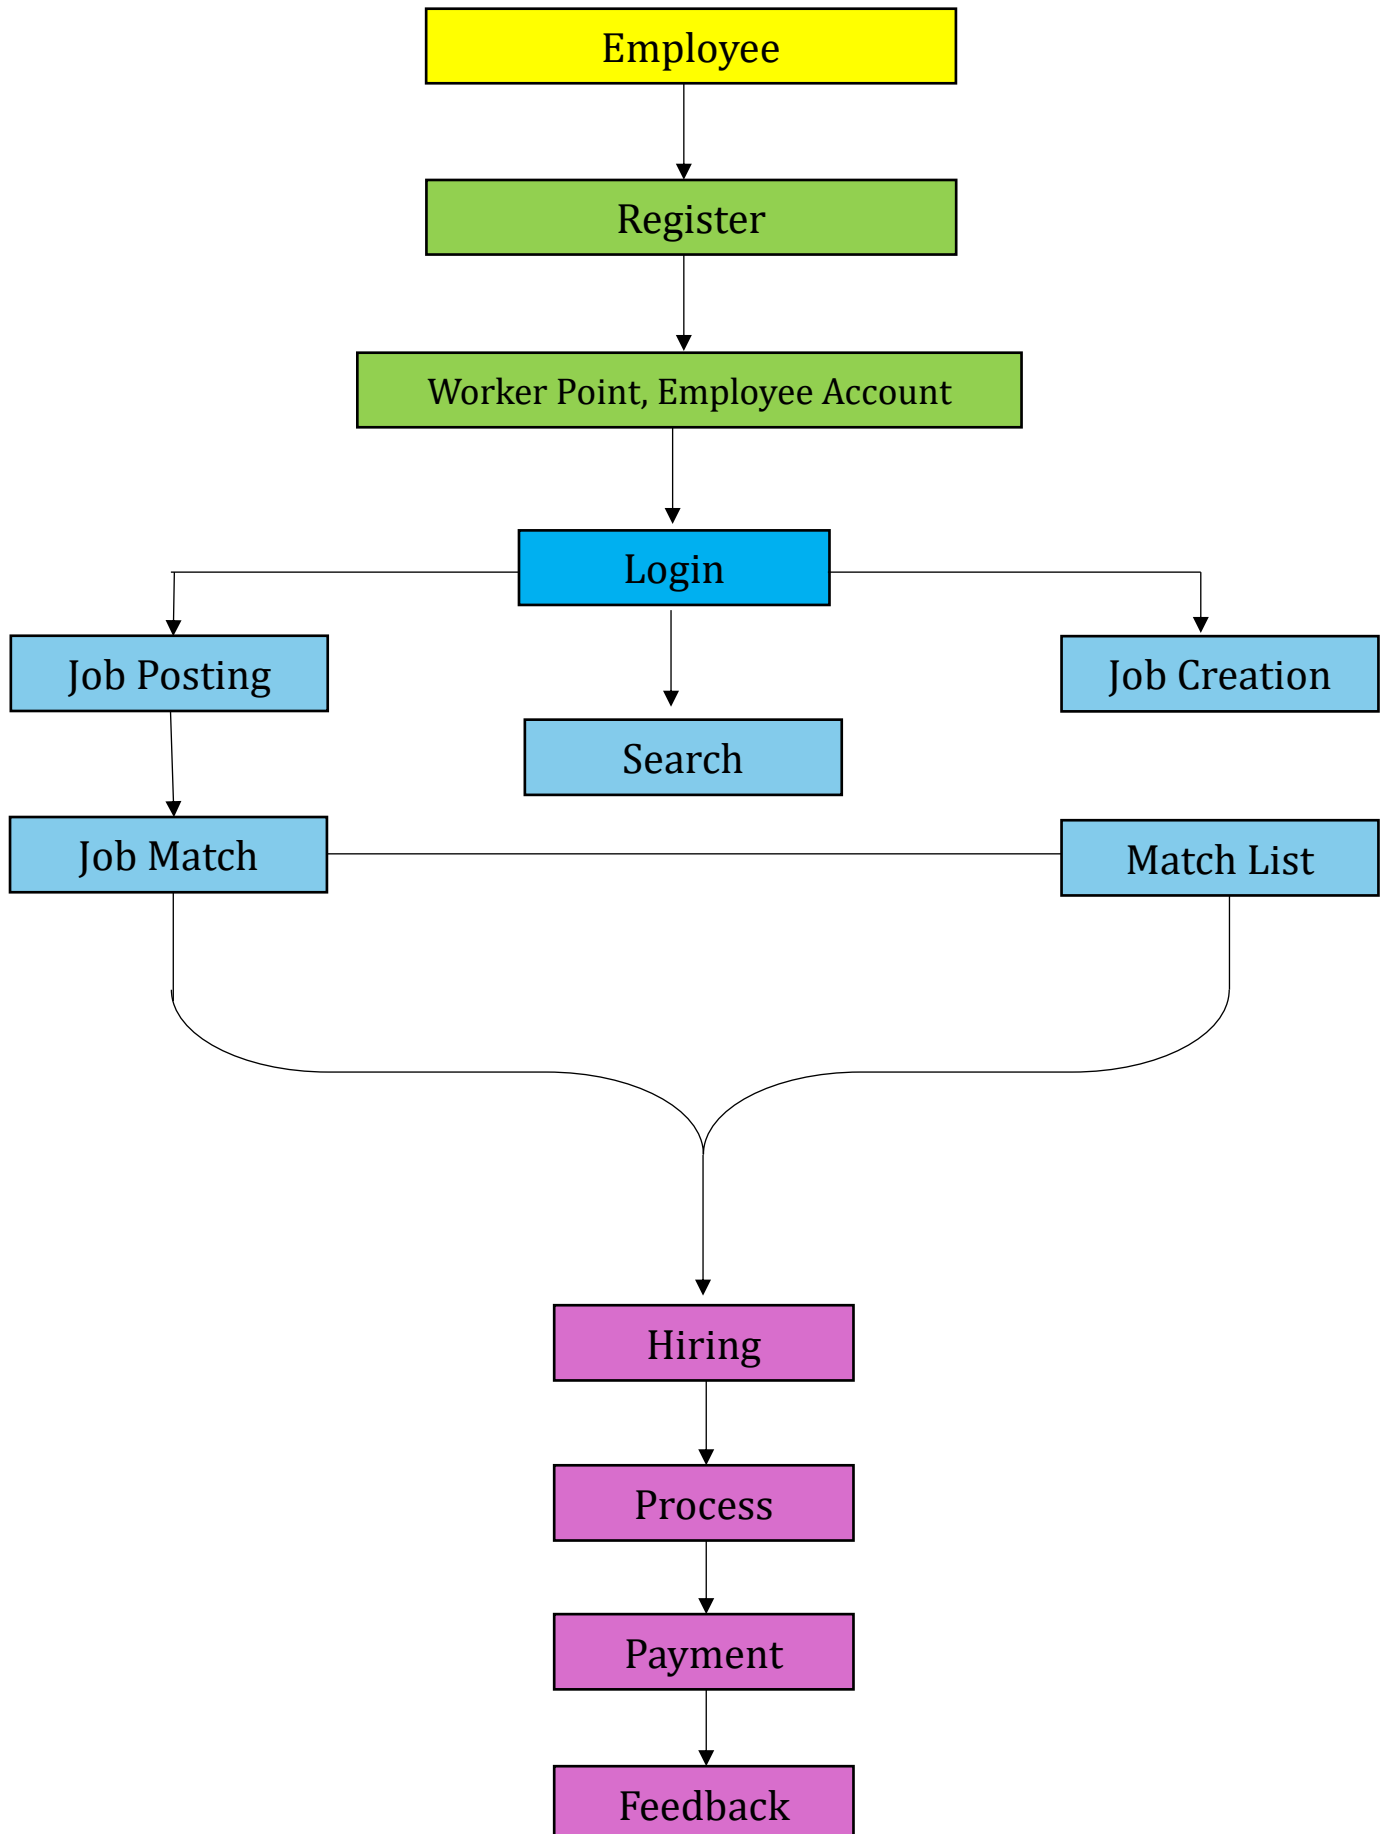 Employee
Register
Worker Point, Employee Account
Login
Job Posting
Job Creation
Search
Job Match
Match List
Hiring
Process
Payment
Feedback